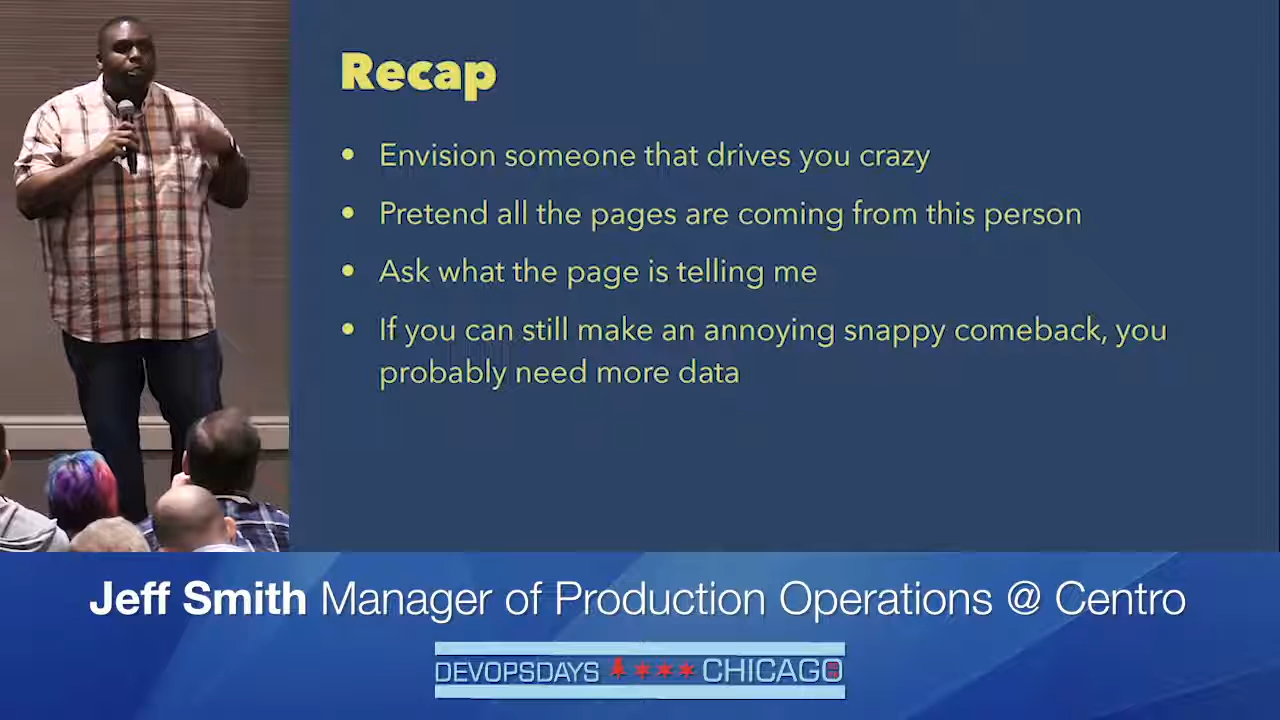 Recap
• Envision someone that drives you crazy
• Pretend all the pages are coming from this person
• Ask what the page is telling me
• If you can still make an annoying snappy comeback, you
probably need more data
Jeff Smith Manager of Production Operations @ Centro
DEVOPSDAYS CHICAGO